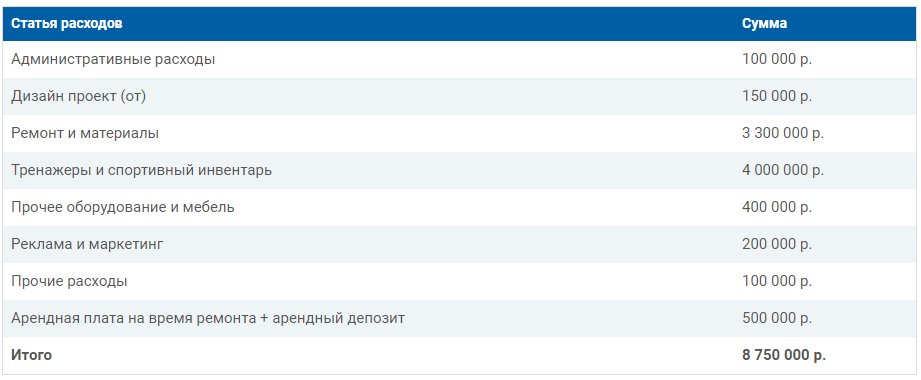 Статья расходов Сумма
Административные расходы 100 000 р.
Дизайн проект (от) 150 000 р.
Ремонт и материалы 3 300 000 р.
Тренажеры и спортивный инвентарь 4 000 000 р.
Прочее оборудование и мебель 400 000 р.
Реклама и маркетинг 200 000 р.
Прочие расходы 100 000 р.
Арендная плата на время ремонта + арендный депозит 500 000 р.
Итого 8 750 000 р.